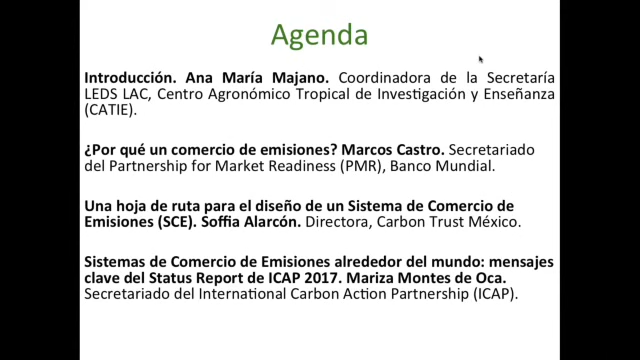 Agenda
Introducción. Ana María Majano. Coordinadora de la Secretaría
LEDS LAC, Centro Agronómico Tropical de Investigación y Enseñanza
(CATIE).
¿Por qué un comercio de emisiones? Marcos Castro. Secretariado
del Partnership for Market Readiness (PMR), Banco Mundial.
Una hoja de ruta para el diseño de un Sistema de Comercio de
Emisiones (SCE). Soffia Alarcón. Directora, Carbon Trust México.
Sistemas de Comercio de Emisiones alrededor del mundo: mensajes
clave del Status Report de ICAP 2017. Mariza Montes de Oca.
Secretariado del International Carbon Action Partnership (ICAP).